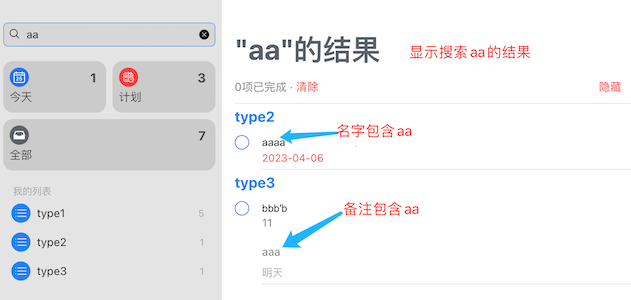 aa
今天
1
计划
3
全部
7
我的列表
type1
5
type2
1
type3
1
"aa"的结果
显示搜索aa的结果
0项已完成 · 清除
隐藏
type2
名字包含aa
aaaa
2023-04-06
type3
备注包含aa
bbb'b
11
aaa
明天